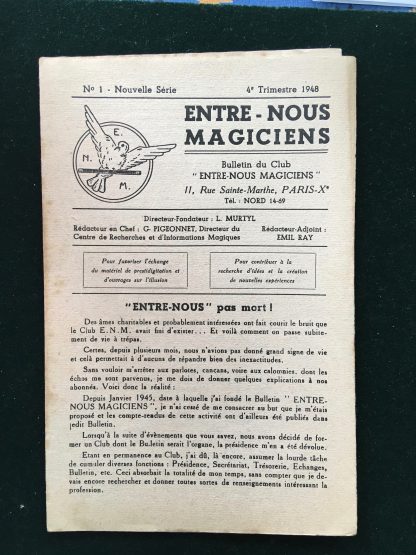 Nº 1 - Nouvelle Série 4e Trimestre 1948
E.
N.
M.
ENTRE - NOUS
MAGICIENS
Bulletin du Club
" ENTRE-NOUS MAGICIENS "
11, Rue Sainte-Marthe, PARIS-Xe
Tél. : NORD 14-69
Directeur-Fondateur : L. MURTYL
Rédacteur en Chef : G. PIGEONNET, Directeur du
Centre de Recherches et d'Informations Magiques
Rédacteur-Adjoint :
EMIL RAY
Pour favoriser l'échange
du matériel de prestidigitation et
d'ouvrages sur l'illusion
Pour contribuer à la
recherche d'idées et la création
de nouvelles expériences
"ENTRE-NOUS" pas mort !
Des âmes charitables et probablement intéressées ont fait courir le bruit que
le Club E.N.M. avait fini d'exister... Et voilà comment on passe subite-
ment de vie à trépas.
Certes, depuis plusieurs mois, nous n'avions pas donné grand signe de vie
et celà permettait à d'aucuns de répandre bien des inexactitudes.
Sans vouloir m'arrêter aux parlotes, cancans, voire aux calomnies, dont les
échos me sont parvenus, je me dois de donner quelques explications à nos
abonnés. Voici donc la réalité :
Depuis Janvier 1945, date à laquelle j'ai fondé le Bulletin " ENTRE-
NOUS MAGICIENS ", je n'ai cessé de me consacrer au but que je m'étais
proposé et les compte-rendus de cette activité ont d'ailleurs été publiés dans
ledit Bulletin.
Lorsqu'à la suite d'évènements que vous savez, nous avons décidé de for-
mer un Club dont le Bulletin serait l'organe, la présidence m'en a été dévolue.
Etant en permanence au Club, j'ai dû, là encore, assumer la lourde tâche
de cumuler diverses fonctions : Présidence, Secrétariat, Trésorerie, Echanges,
Bulletin, etc. Ceci absorbait la totalité de mon temps, sans compter que je de-
vais encore rechercher et donner toutes sortes de renseignements intéressant la
profession.